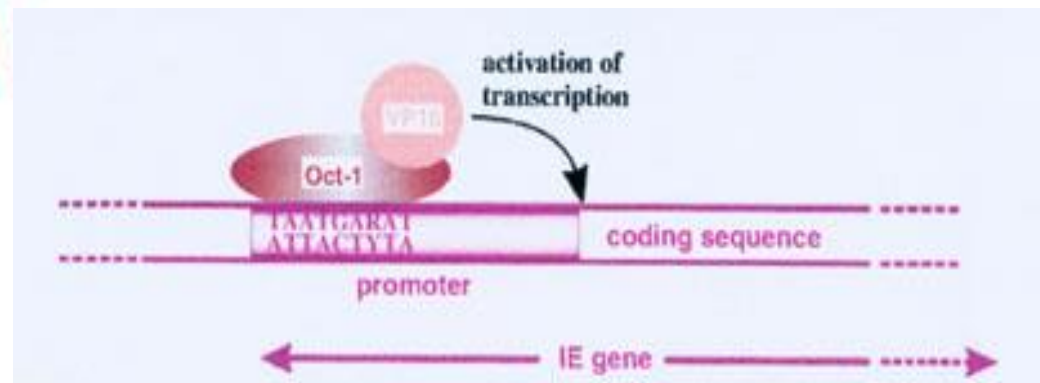 activation of
transcription
VP16
Oct-1
TAATGARAT
ATTACTYTA
coding sequence
promoter
IE gene